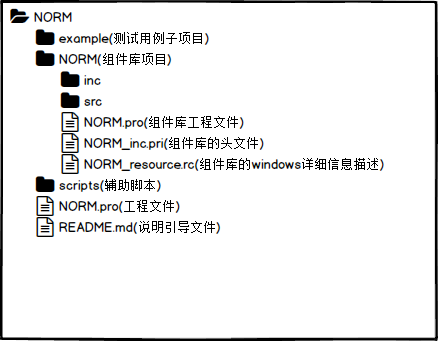 NORM
example(测试用例子项目)
NORM(组件库项目)
inc
src
NORM.pro(组件库工程文件)
NORM_inc.pri(组件库的头文件)
NORM_resource.rc(组件库的windows详细信息描述)
scripts(辅助脚本)
NORM.pro(工程文件)
README.md(说明引导文件)